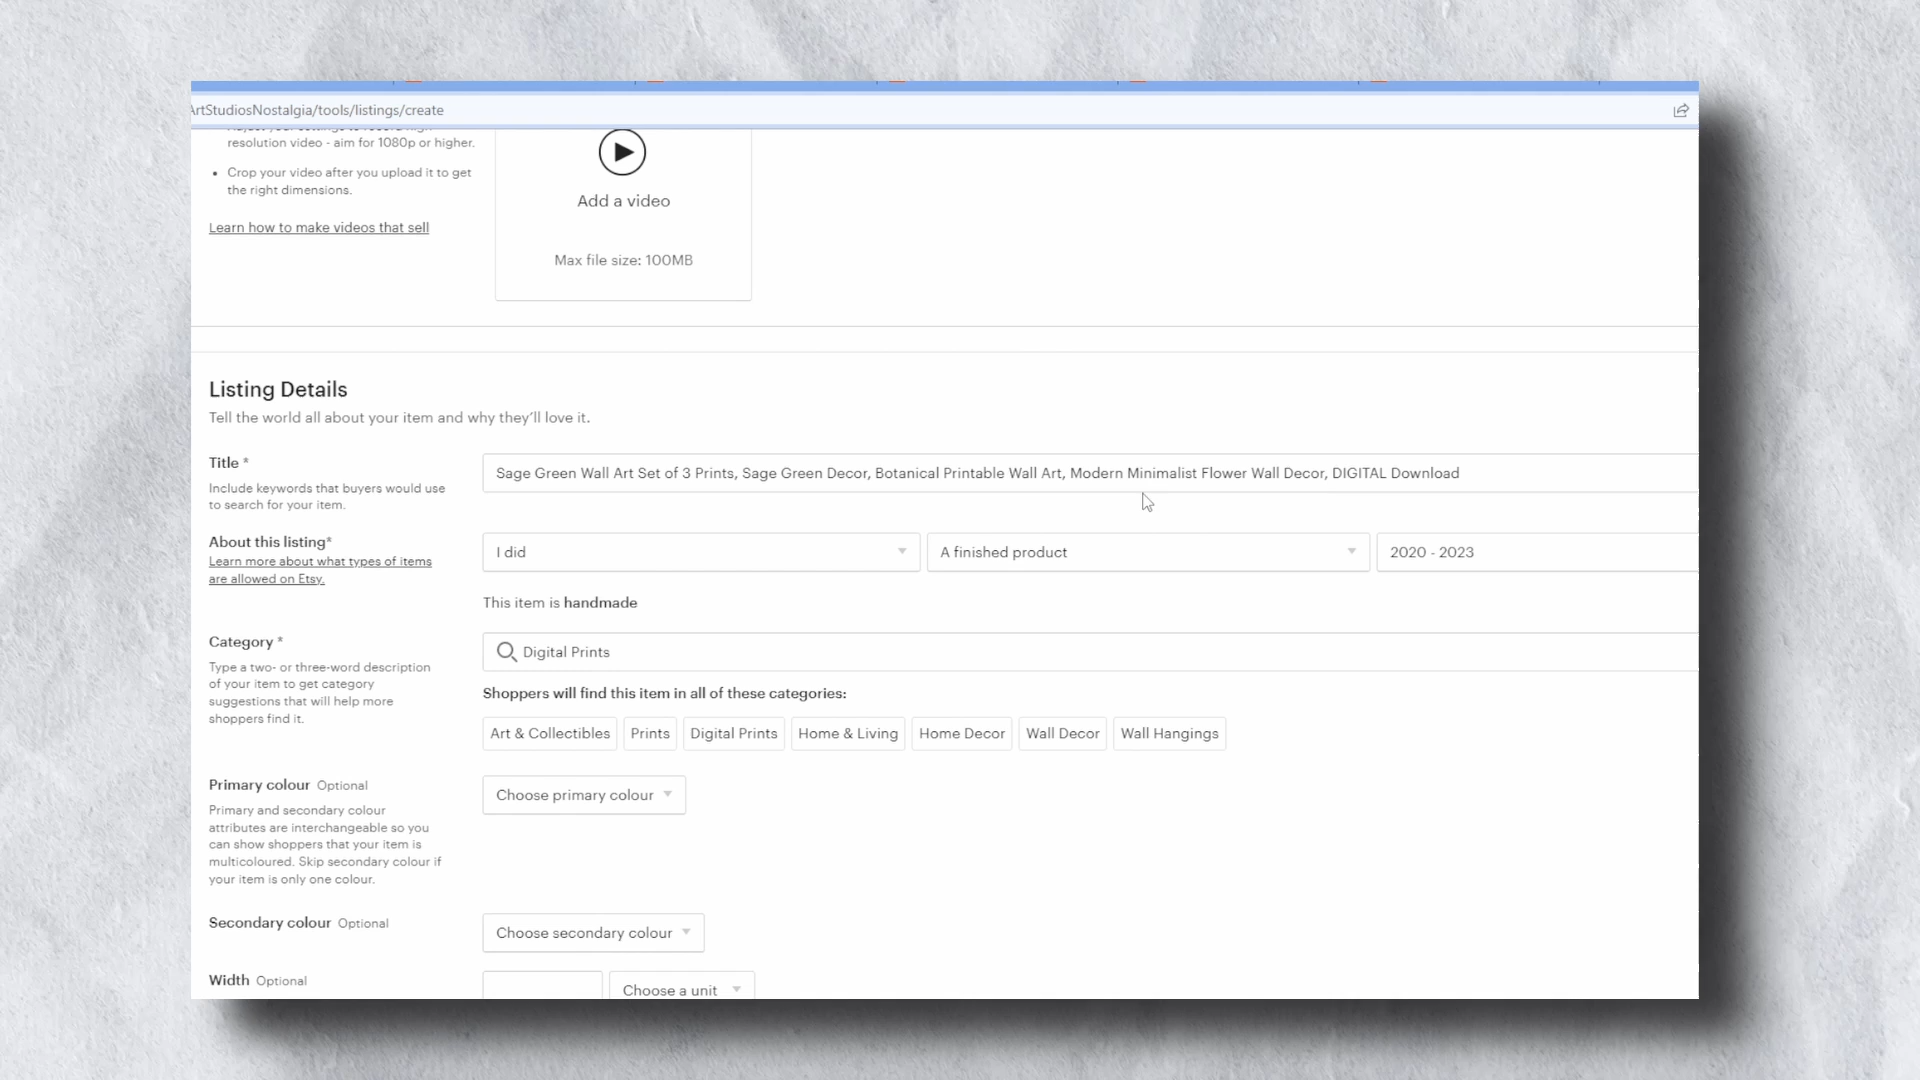 ArtStudiosNostalgia/tools/listings/create
Adjust your settings to record high
resolution video - aim for 1080p or higher.
• Crop your video after you upload it to get
the right dimensions.
Learn how to make videos that sell
Add a video
Max file size: 100MB
Listing Details
Tell the world all about your item and why they'll love it.
Title *
Include keywords that buyers would use
to search for your item.
Sage Green Wall Art Set of 3 Prints, Sage Green Decor, Botanical Printable Wall Art, Modern Minimalist Flower Wall Decor, DIGITAL Download
About this listing*
Learn more about what types of items
are allowed on Etsy.
I did
A finished product
2020 - 2023
This item is handmade
Category *
Type a two- or three-word description
of your item to get category
suggestions that will help more
shoppers find it.
Digital Prints
Shoppers will find this item in all of these categories:
Art & Collectibles
Prints
Digital Prints
Home & Living
Home Decor
Wall Decor
Wall Hangings
Primary colour Optional
Primary and secondary colour
attributes are interchangeable so you
can show shoppers that your item is
multicoloured. Skip secondary colour if
your item is only one colour.
Choose primary colour
Secondary colour Optional
Choose secondary colour
Width Optional
Choose a unit